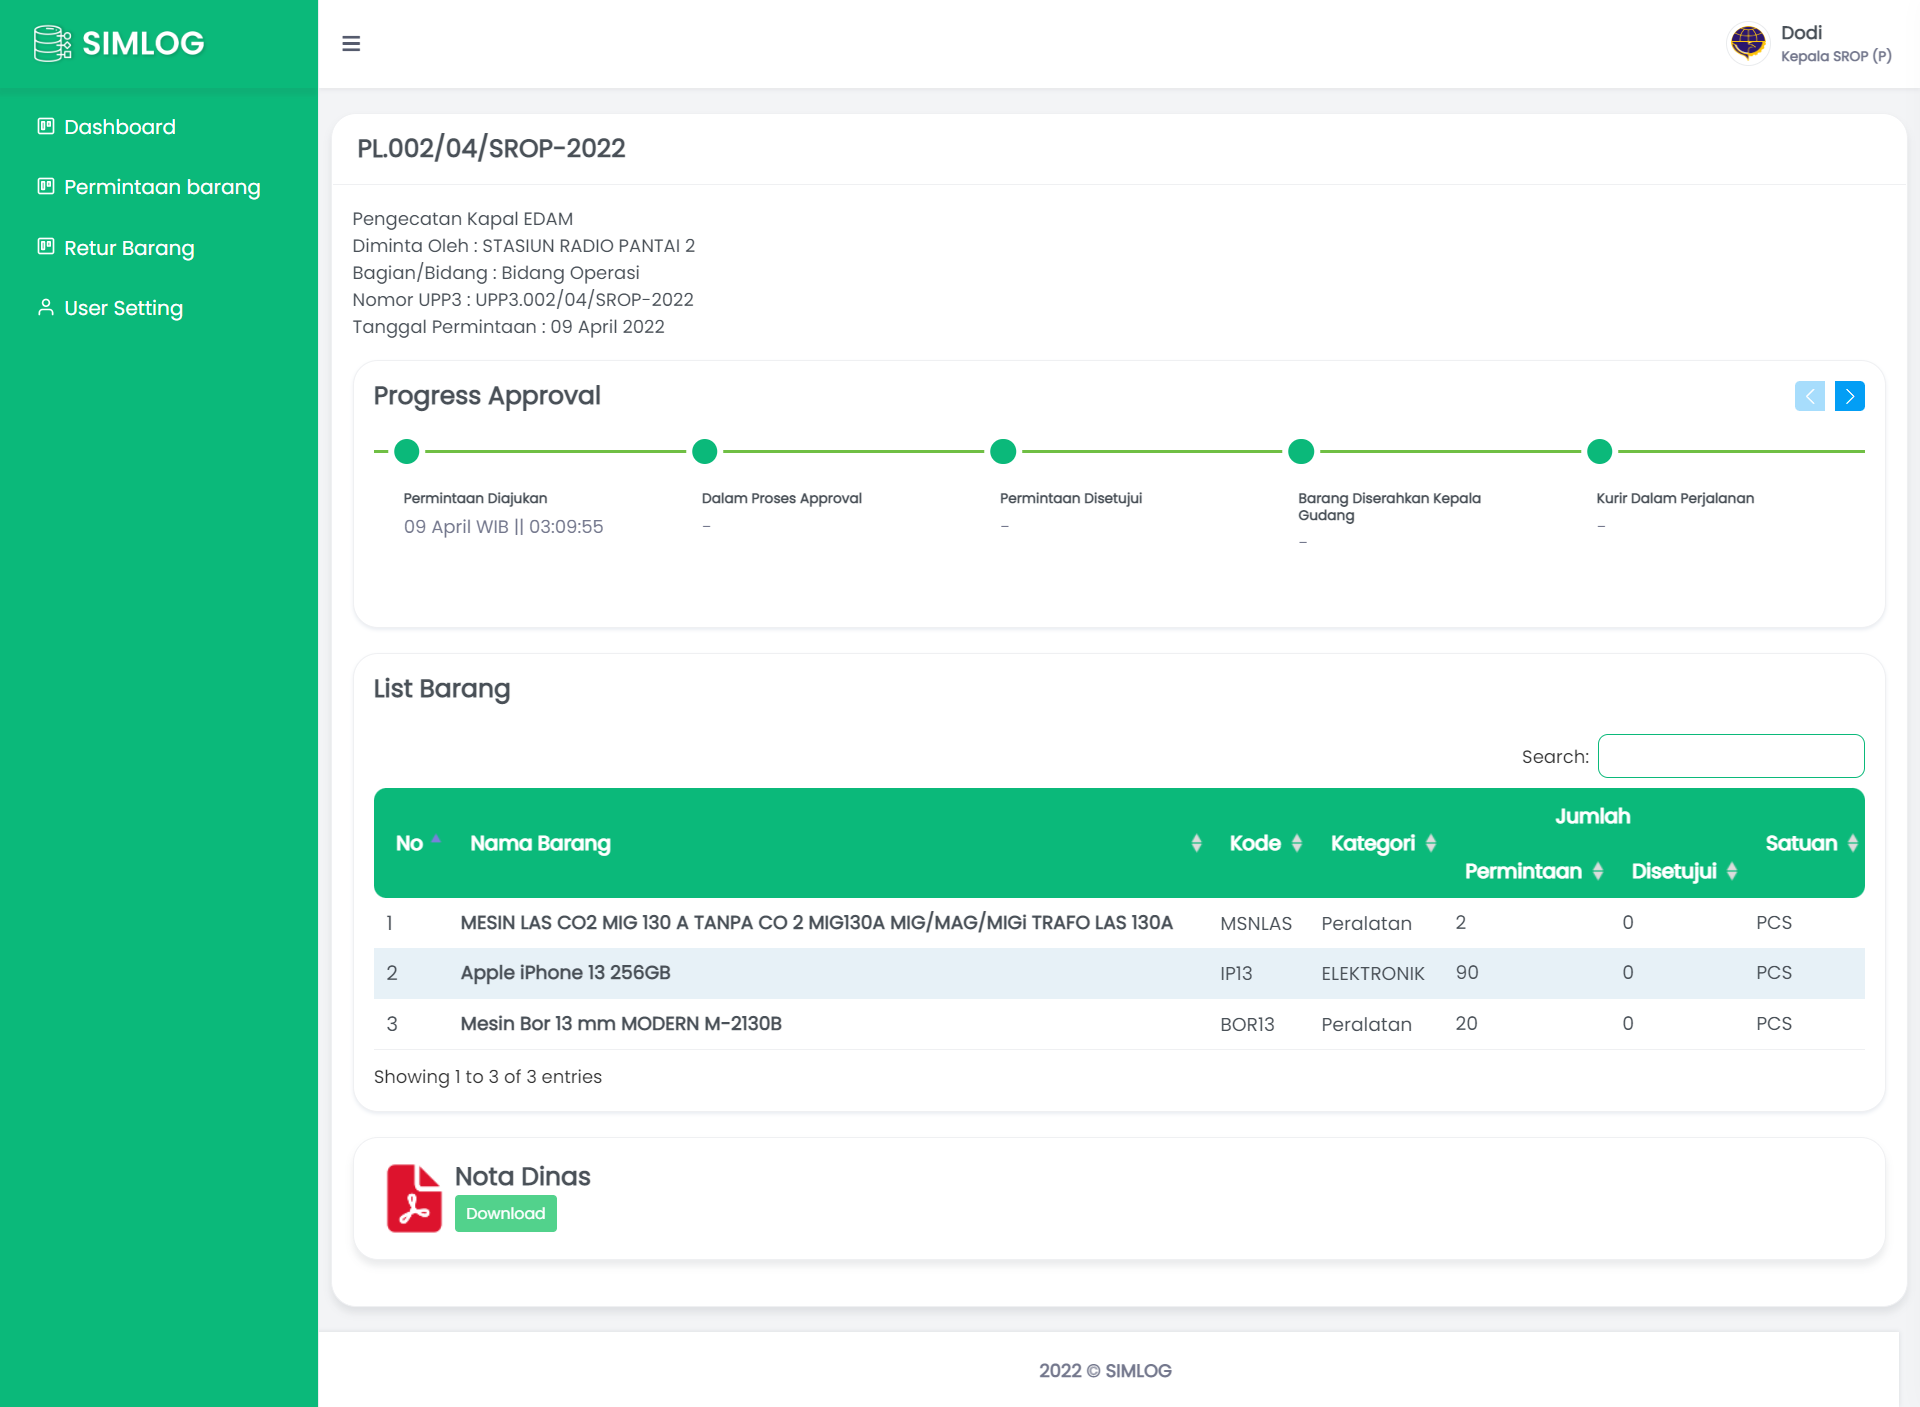 SIMLOG
Dodi
Kepala SROP (P)
Dashboard
Permintaan barang
Retur Barang
User Setting
PL.002/04/SROP-2022
Pengecatan Kapal EDAM
Diminta Oleh : STASIUN RADIO PANTAI 2
Bagian/Bidang : Bidang Operasi
Nomor UPP3 : UPP3.002/04/SROP-2022
Tanggal Permintaan : 09 April 2022
Progress Approval
Permintaan Diajukan
09 April WIB || 03:09:55
Dalam Proses Approval
-
Permintaan Disetujui
-
Barang Diserahkan Kepala
Gudang
-
Kurir Dalam Perjalanan
-
List Barang
Search:
No Nama Barang Kode Kategori Jumlah Satuan
Permintaan Disetujui
1 MESIN LAS CO2 MIG 130 A TANPA CO 2 MIG130A MIG/MAG/MIGi TRAFO LAS 130A MSNLAS Peralatan 2 0 PCS
2 Apple iPhone 13 256GB IP13 ELEKTRONIK 90 0 PCS
3 Mesin Bor 13 mm MODERN M-2130B BOR13 Peralatan 20 0 PCS
Showing 1 to 3 of 3 entries
Nota Dinas
Download
2022 © SIMLOG